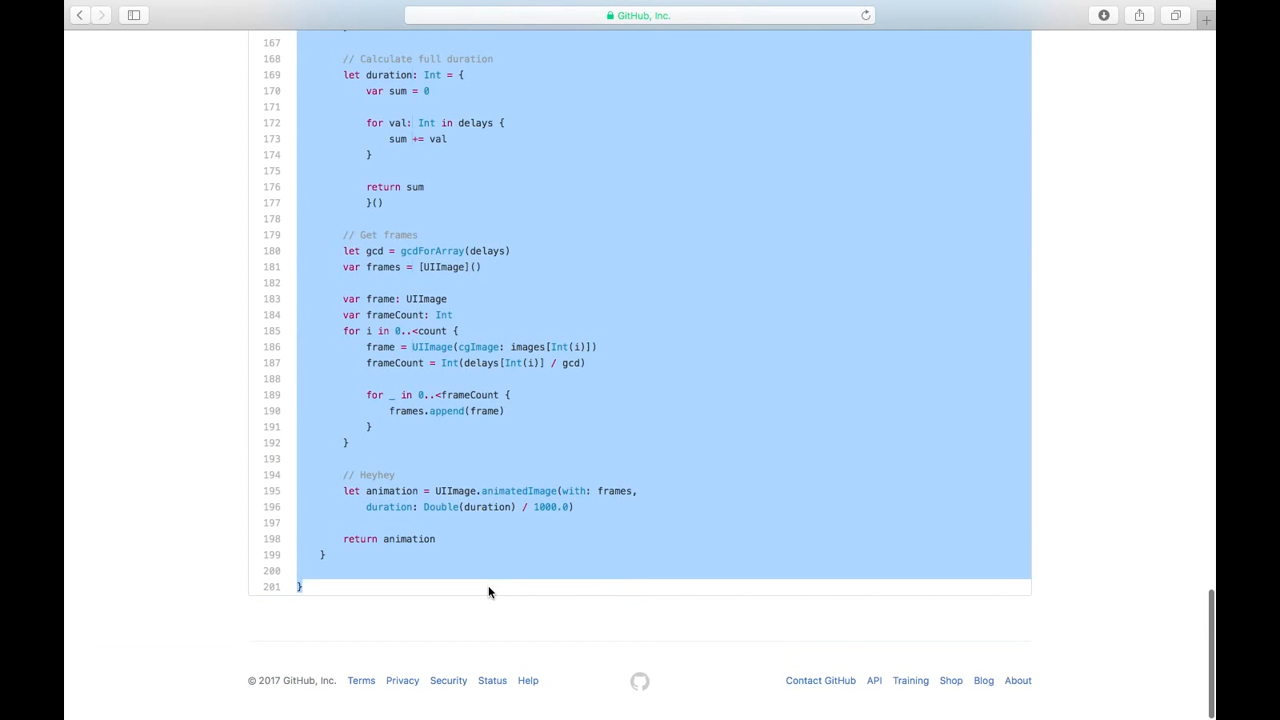 GitHub, Inc.
167
168 // Calculate full duration
169 let duration: Int = {
170 var sum = 0
171
172 for val: Int in delays {
173 sum += val
174 }
175
176 return sum
177 }()
178
179 // Get frames
180 let gcd = gcdForArray(delays)
181 var frames = [UIImage]()
182
183 var frame: UIImage
184 var frameCount: Int
185 for i in 0..<count {
186 frame = UIImage(cgImage: images[Int(i)])
187 frameCount = Int(delays[Int(i)] / gcd)
188
189 for _ in 0..<frameCount {
190 frames.append(frame)
191 }
192 }
193
194 // Heyhey
195 let animation = UIImage.animatedImage(with: frames,
196 duration: Double(duration) / 1000.0)
197
198 return animation
199 }
200
201 }
© 2017 GitHub, Inc. Terms Privacy Security Status Help Contact GitHub API Training Shop Blog About